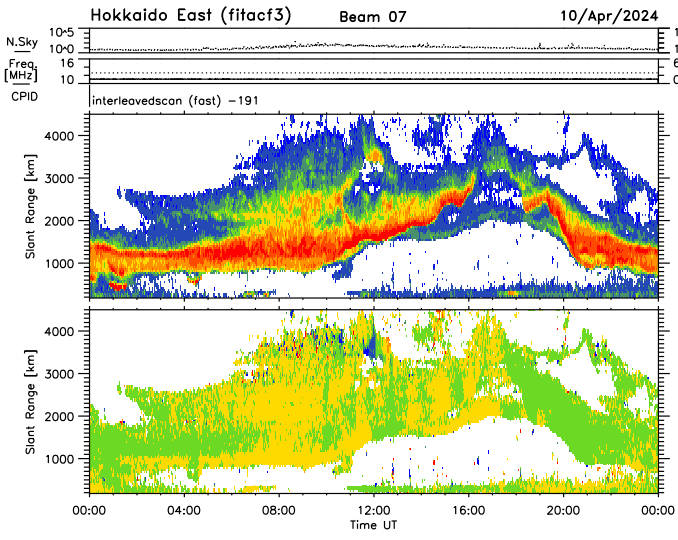 Hokkaido East (fitacf3) Beam 07 10/Apr/2024
N.Sky 10^5 10^0 1 1
Freq. [MHz] 16 10 6 0
CPID interleavedscan (fast) -191
Slant Range [km] 4000 3000 2000 1000
Slant Range [km] 4000 3000 2000 1000
00:00 04:00 08:00 12:00 16:00 20:00 00:00
Time UT